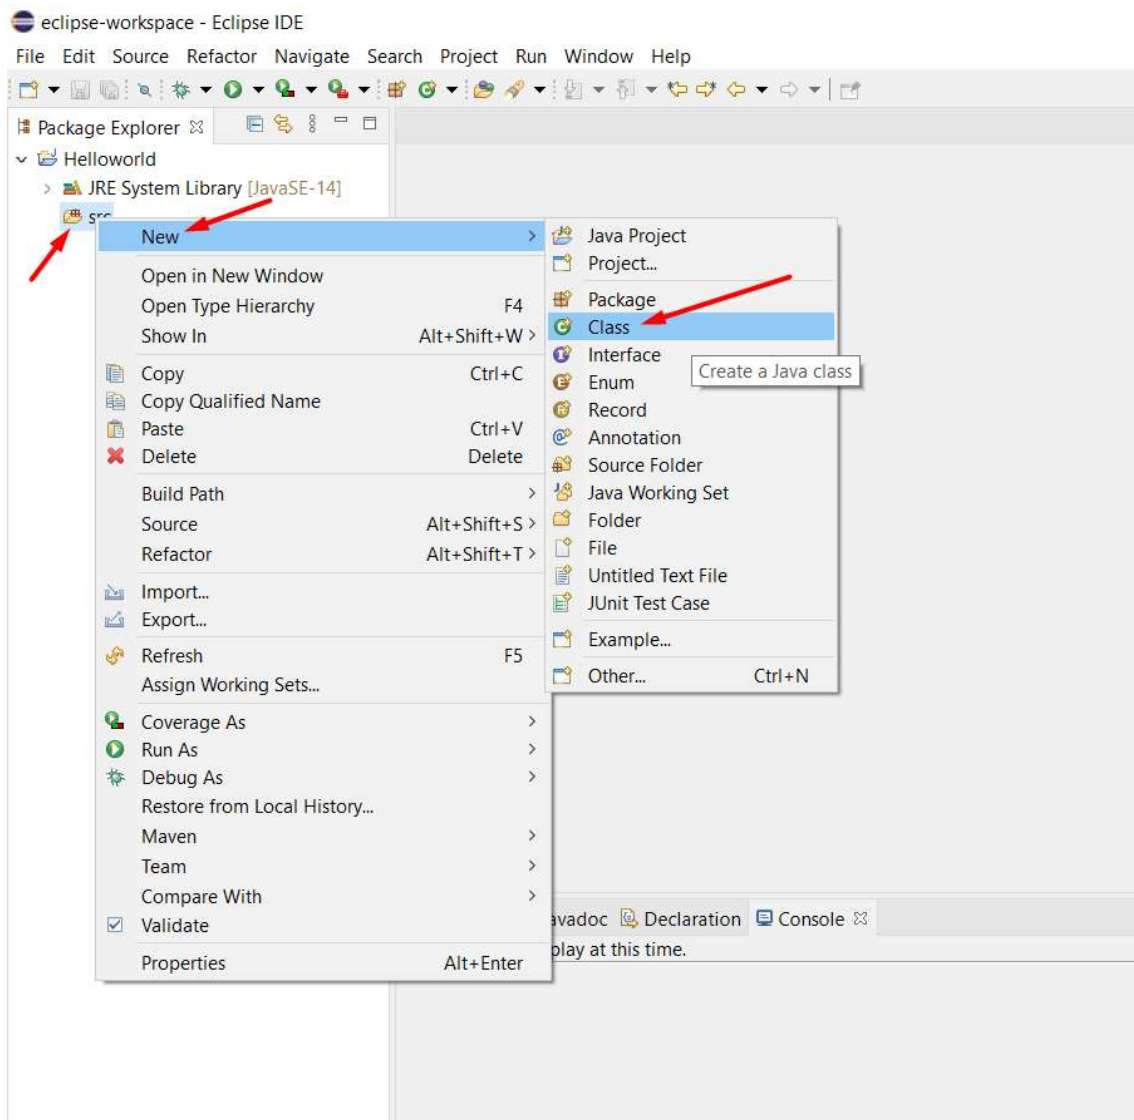 eclipse-workspace - Eclipse IDE
File Edit Source Refactor Navigate Search Project Run Window Help
Package Explorer
Helloworld
JRE System Library [JavaSE-14]
src
New
Open in New Window
Open Type Hierarchy F4
Show In Alt+Shift+W >
Copy Ctrl+C
Copy Qualified Name
Paste Ctrl+V
Delete Delete
Build Path >
Source Alt+Shift+S >
Refactor Alt+Shift+T >
Import...
Export...
Refresh F5
Assign Working Sets...
Coverage As >
Run As >
Debug As >
Restore from Local History...
Maven >
Team >
Compare With >
Validate
Properties Alt+Enter
Java Project
Project...
Package
Class
Interface
Enum
Record
Annotation
Source Folder
Java Working Set
Folder
File
Untitled Text File
JUnit Test Case
Example...
Other... Ctrl+N
Create a Java class
avadoc Declaration Console
play at this time.